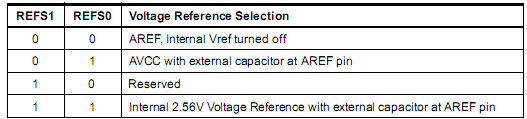 REFS1 REFS0 Voltage Reference Selection
0 0 AREF, Internal Vref turned off
0 1 AVCC with external capacitor at AREF pin
1 0 Reserved
1 1 Internal 2.56V Voltage Reference with external capacitor at AREF pin